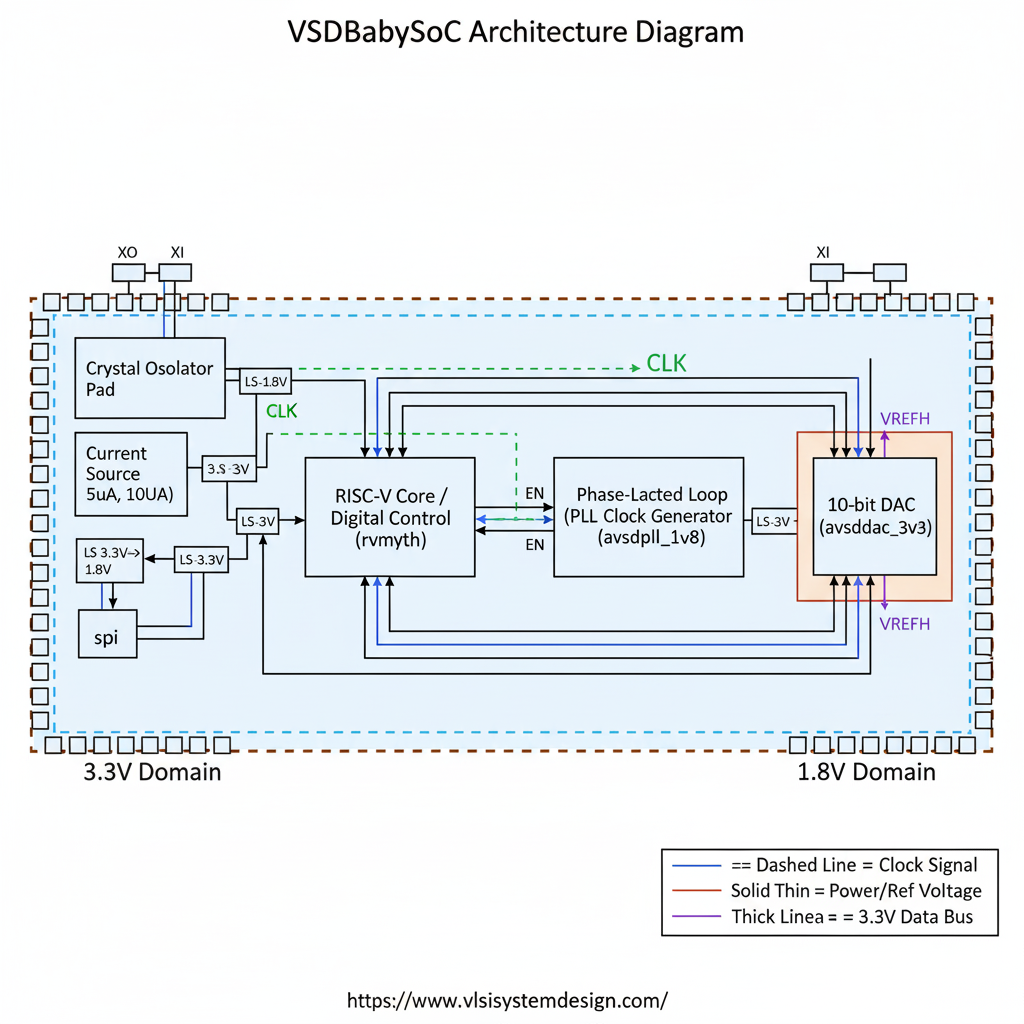 VSDBabySoC Architecture Diagram
XO
XI
XI
Crystal Osolator
Pad
LS-1.8V
CLK
CLK
VREFH
Current
Source
5uA, 10UA)
3.S-3V
LS-3V
RISC-V Core /
Digital Control
(rvmyth)
EN
EN
Phase-Lacted Loop
(PLL Clock Generator
(avsdpll_1v8)
LS-3V
10-bit DAC
(avsddac_3v3)
LS 3.3V→
1.8V
LS-3.3V
spi
VREFH
3.3V Domain
1.8V Domain
== Dashed Line = Clock Signal
Solid Thin = Power/Ref Voltage
Thick Linea = = 3.3V Data Bus
https://www.vlsisystemdesign.com/